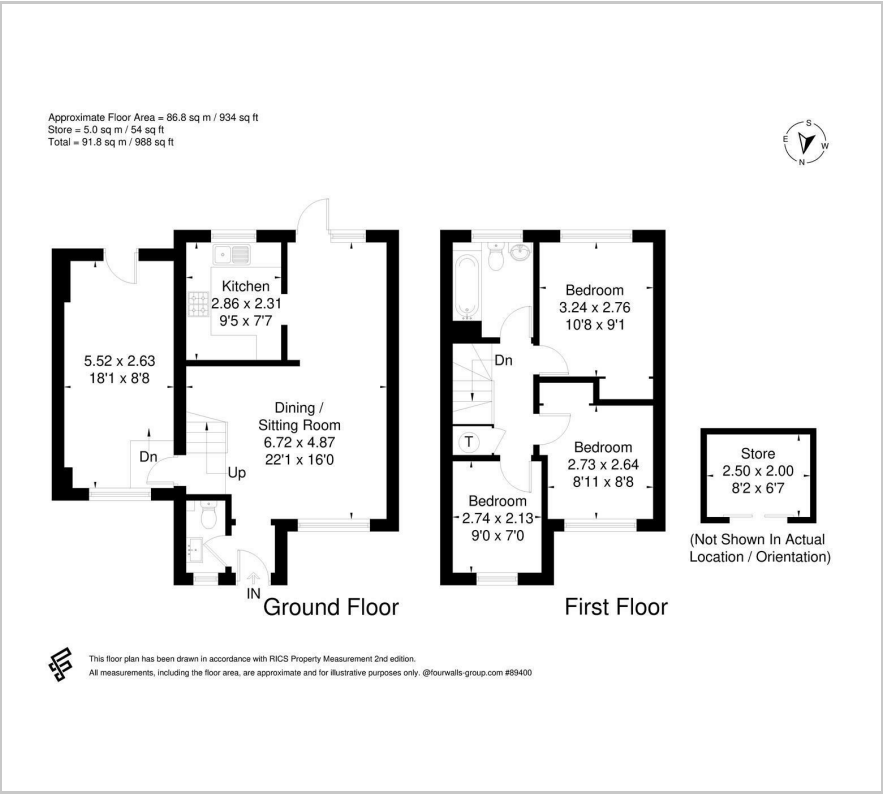 Approximate Floor Area = 86.8 sq m / 934 sq ft
Store = 5.0 sq m / 54 sq ft
Total = 91.8 sq m / 988 sq ft
S
E
W
N
Kitchen
2.86 x 2.31
9'5 x 7'7
5.52 x 2.63
18'1 x 8'8
Dining /
Sitting Room
6.72 x 4.87
22'1 x 16'0
Dn
Up
IN
Ground Floor
Bedroom
3.24 x 2.76
10'8 x 9'1
Dn
T
Bedroom
2.73 x 2.64
8'11 x 8'8
Bedroom
2.74 x 2.13
9'0 x 7'0
First Floor
Store
2.50 x 2.00
8'2 x 6'7
(Not Shown In Actual
Location / Orientation)
This floor plan has been drawn in accordance with RICS Property Measurement 2nd edition.
All measurements, including the floor area, are approximate and for illustrative purposes only. @fourwalls-group.com #89400